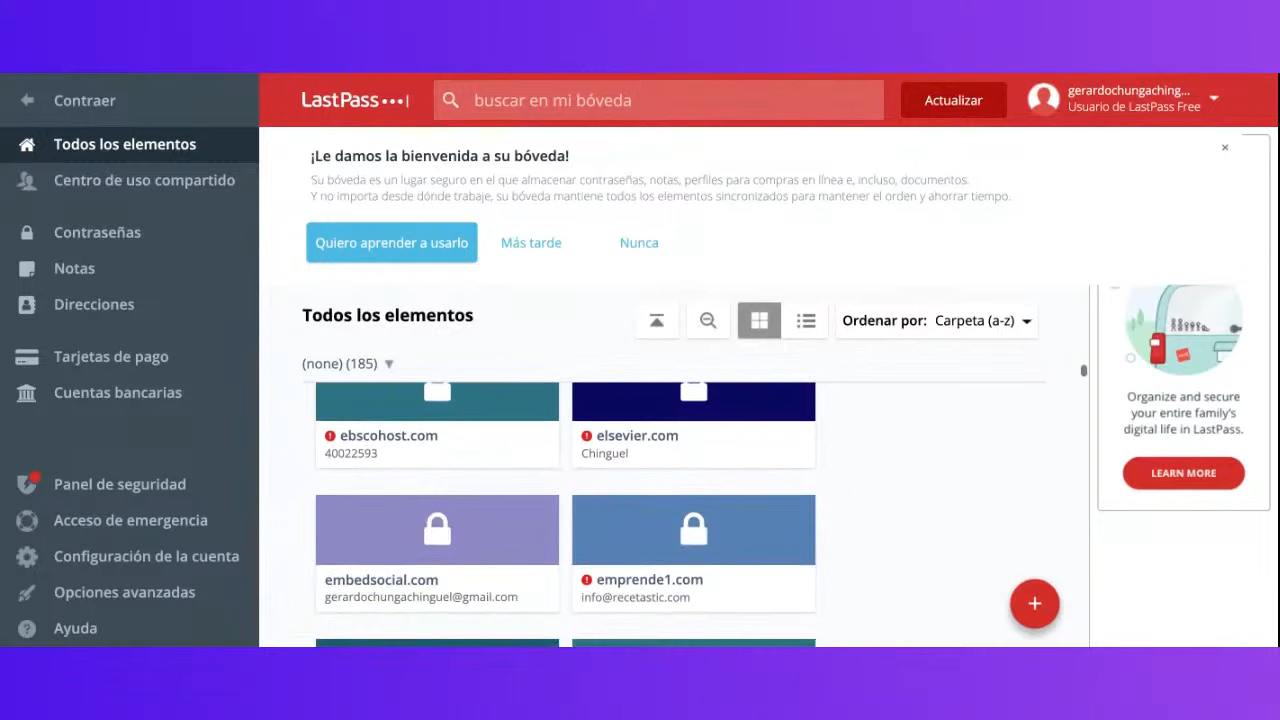 Contraer
Todos los elementos
Centro de uso compartido
Contraseñas
Notas
Direcciones
Tarjetas de pago
Cuentas bancarias
Panel de seguridad
Acceso de emergencia
Configuración de la cuenta
Opciones avanzadas
Ayuda
LastPass
buscar en mi bóveda
Actualizar
gerardochungaching...
Usuario de LastPass Free
¡Le damos la bienvenida a su bóveda!
Su bóveda es un lugar seguro en el que almacenar contraseñas, notas, perfiles para compras en línea e, incluso, documentos.
Y no importa desde dónde trabaje, su bóveda mantiene todos los elementos sincronizados para mantener el orden y ahorrar tiempo.
Quiero aprender a usarlo
Más tarde
Nunca
Todos los elementos
Ordenar por: Carpeta (a-z)
(none) (185)
ebscohost.com
40022593
elsevier.com
Chinguel
embedsocial.com
gerardochungachinguel@gmail.com
emprende1.com
info@recetastic.com
Organize and secure
your entire family's
digital life in LastPass.
LEARN MORE